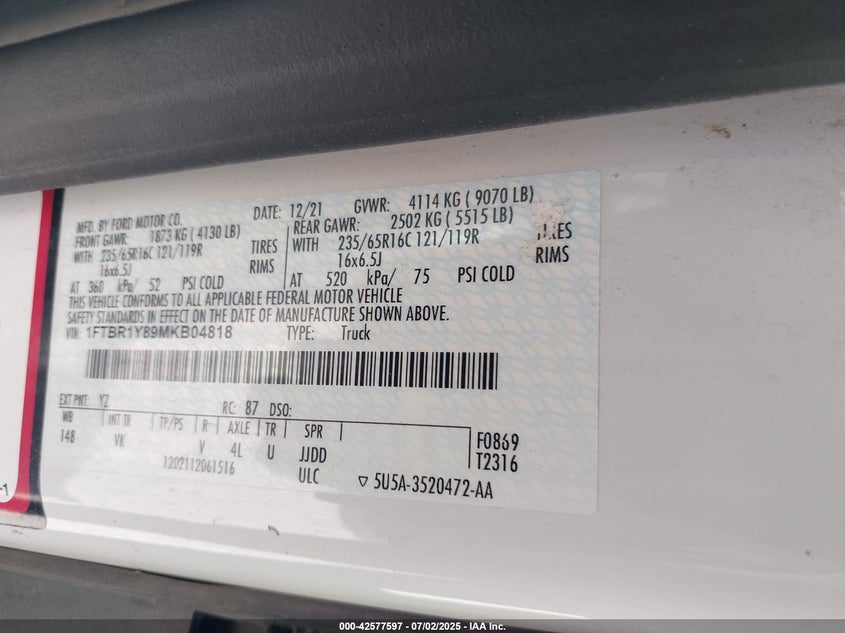 MFD. BY FORD MOTOR CO.
DATE: 12/21 GVWR: 4114 KG ( 9070 LB)
FRONT GAWR: 1873 KG ( 4130 LB)
WITH 235/65R16C 121/119R TIRES
16x6.5J RIMS
AT 360 kPa/ 52 PSI COLD
REAR GAWR: 2502 KG ( 5515 LB)
WITH 235/65R16C 121/119R TIRES
16x6.5J RIMS
AT 520 kPa/ 75 PSI COLD
THIS VEHICLE CONFORMS TO ALL APPLICABLE FEDERAL MOTOR VEHICLE
SAFETY STANDARDS IN EFFECT ON THE DATE OF MANUFACTURE SHOWN ABOVE.
VIN: 1FTBR1Y89MKB04818 TYPE: Truck
EXT PNT: YZ RC: 87 DSO:
WB INT TR TP/PS R AXLE TR SPR
148 VK V 4L U JJDD
1202112061516 ULC
F0869
T2316
5U5A-3520472-AA
-1
000-42577597 - 07/02/2025 - IAA Inc.